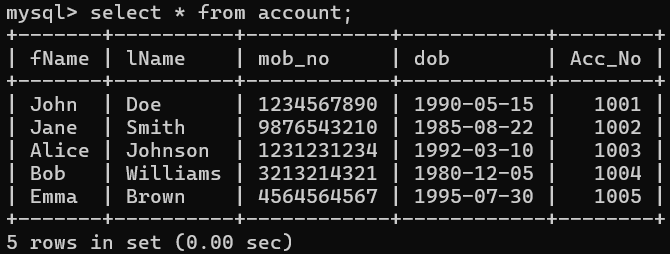 mysql> select * from account;
+-------+----------+------------+------------+--------+
| fName | lName    | mob_no     | dob        | Acc_No |
+-------+----------+------------+------------+--------+
| John  | Doe      | 1234567890 | 1990-05-15 |   1001 |
| Jane  | Smith    | 9876543210 | 1985-08-22 |   1002 |
| Alice | Johnson  | 1231231234 | 1992-03-10 |   1003 |
| Bob   | Williams | 3213214321 | 1980-12-05 |   1004 |
| Emma  | Brown    | 4564564567 | 1995-07-30 |   1005 |
+-------+----------+------------+------------+--------+
5 rows in set (0.00 sec)